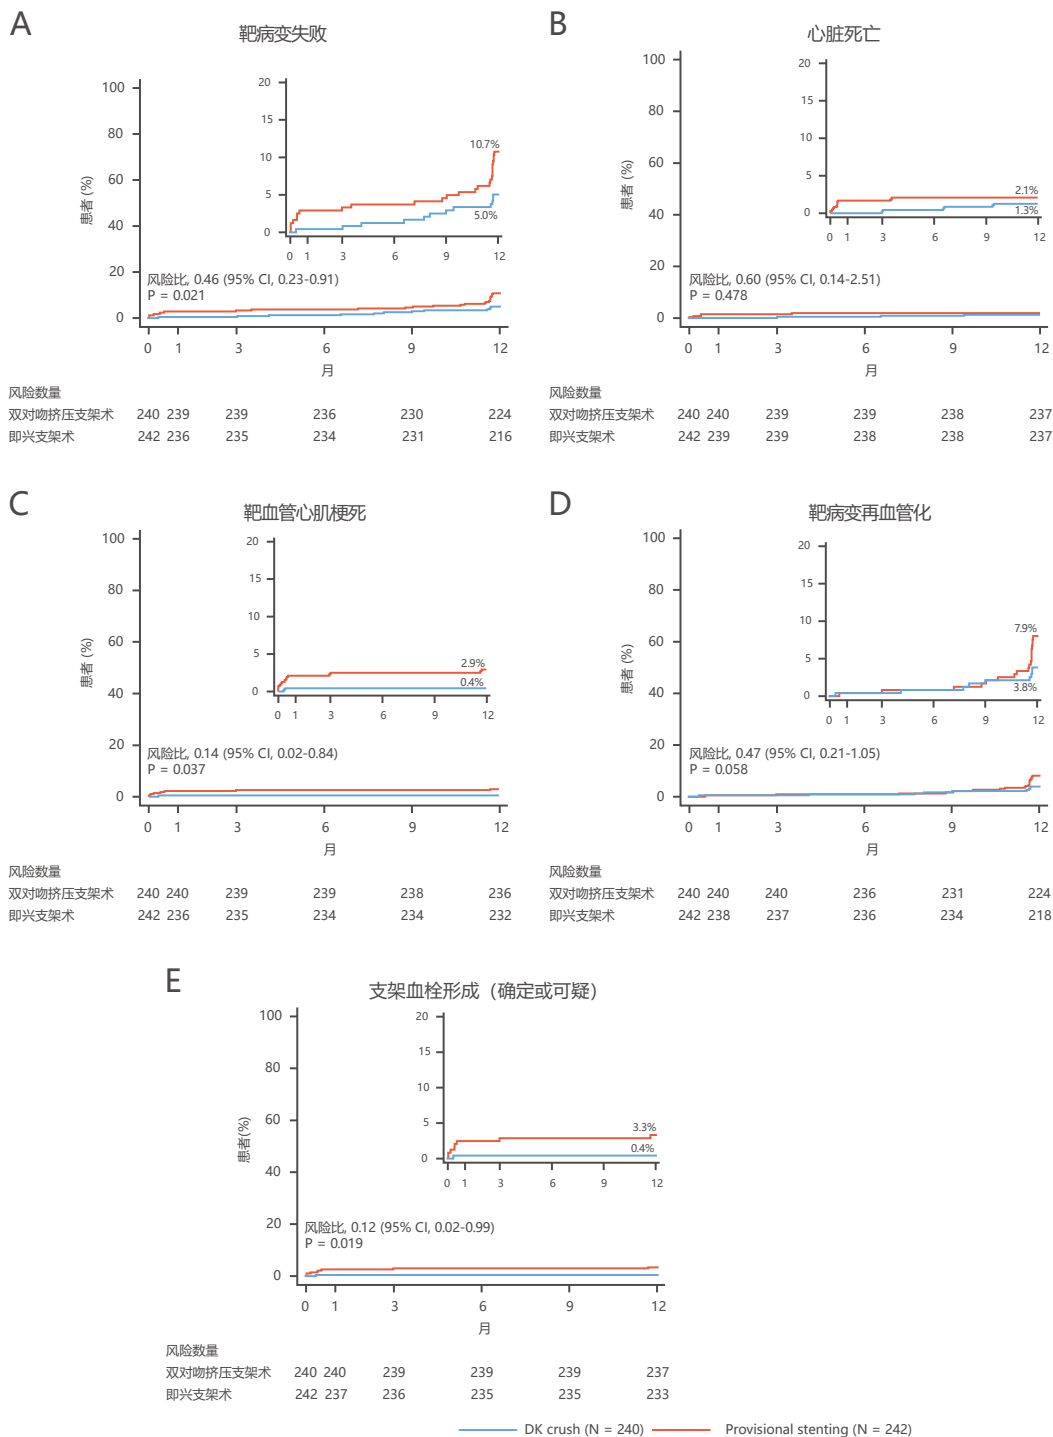 A
靶病变失败
100
80
60
40
20
0
患者 (%)
20
15
10
5
0
10.7%
5.0%
0 1 3 6 9 12
风险比, 0.46 (95% CI, 0.23-0.91)
P = 0.021
0 1 3 6 9 12
月
风险数量
双对吻挤压支架术 240 239 239 236 230 224
即兴支架术 242 236 235 234 231 216
B
心脏死亡
100
80
60
40
20
0
患者 (%)
20
15
10
5
0
2.1%
1.3%
0 1 3 6 9 12
风险比, 0.60 (95% CI, 0.14-2.51)
P = 0.478
0 1 3 6 9 12
月
风险数量
双对吻挤压支架术 240 240 239 239 238 237
即兴支架术 242 239 239 238 238 237
C
靶血管心肌梗死
100
80
60
40
20
0
患者 (%)
20
15
10
5
0
2.9%
0.4%
0 1 3 6 9 12
风险比, 0.14 (95% CI, 0.02-0.84)
P = 0.037
0 1 3 6 9 12
月
风险数量
双对吻挤压支架术 240 240 239 239 238 236
即兴支架术 242 236 235 234 234 232
D
靶病变再血管化
100
80
60
40
20
0
患者 (%)
20
15
10
5
0
7.9%
3.8%
0 1 3 6 9 12
风险比, 0.47 (95% CI, 0.21-1.05)
P = 0.058
0 1 3 6 9 12
月
风险数量
双对吻挤压支架术 240 240 240 236 231 224
即兴支架术 242 238 237 236 234 218
E
支架血栓形成（确定或可疑）
100
80
60
40
20
0
患者(%)
20
15
10
5
0
3.3%
0.4%
0 1 3 6 9 12
风险比, 0.12 (95% CI, 0.02-0.99)
P = 0.019
0 1 3 6 9 12
月
风险数量
双对吻挤压支架术 240 240 239 239 239 237
即兴支架术 242 237 236 235 235 233
DK crush (N = 240) Provisional stenting (N = 242)